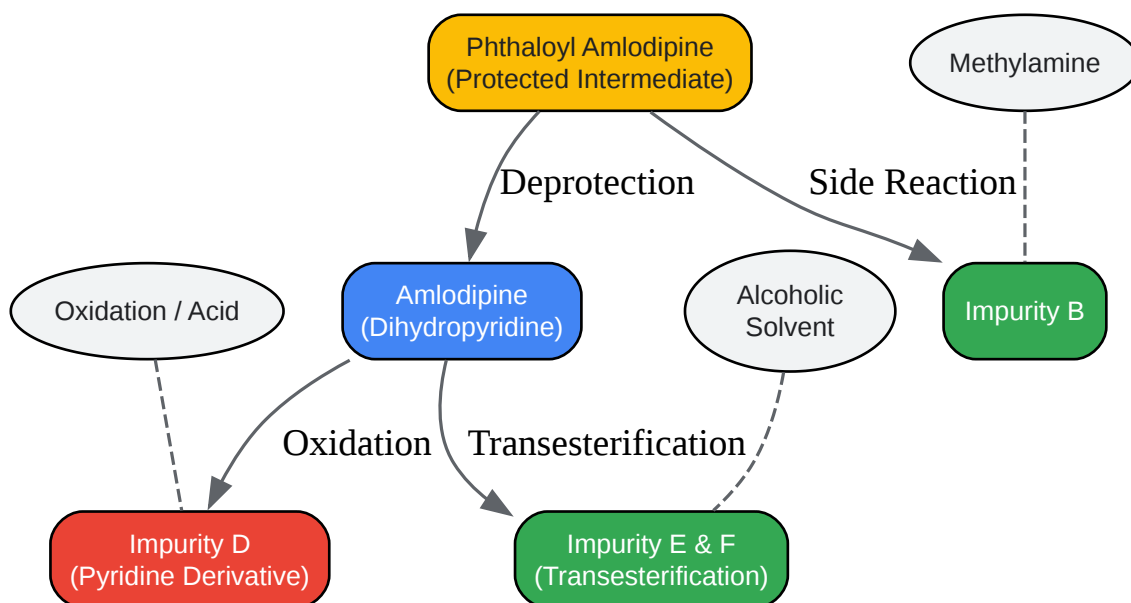 Phthaloyl Amlodipine
(Protected Intermediate)
Methylamine
Deprotection
Side Reaction
Oxidation / Acid
Amlodipine
(Dihydropyridine)
Alcoholic
Solvent
Impurity B
Oxidation
Transesterification
Impurity D
(Pyridine Derivative)
Impurity E & F
(Transesterification)